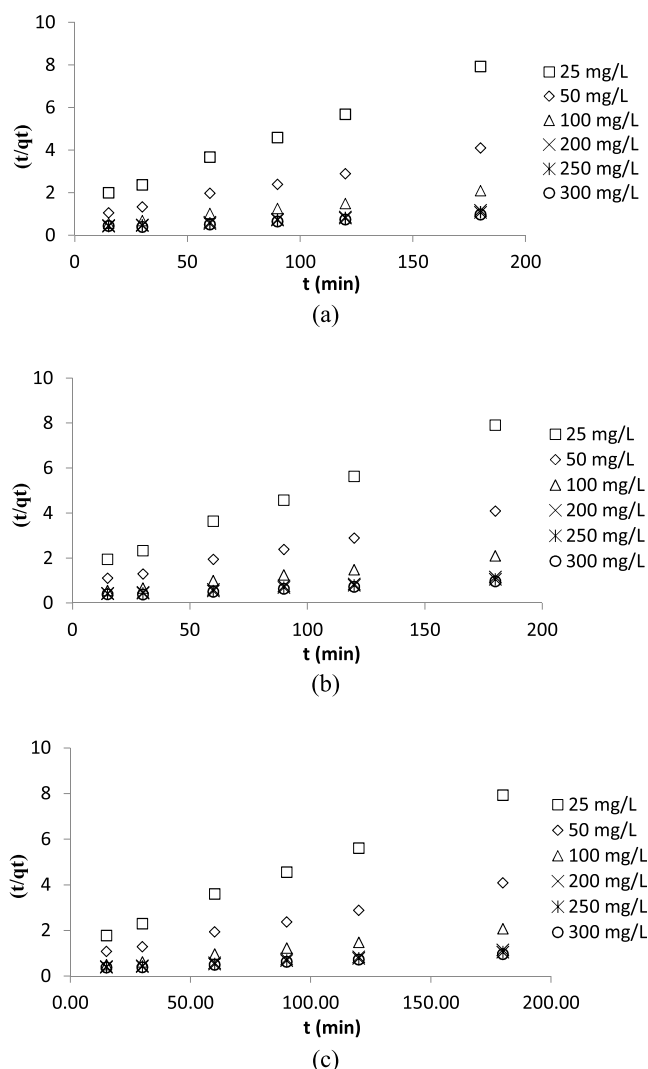 10
8
6
4
2
0
(t/qt)
0 50 100 150 200
t (min)
25 mg/L
50 mg/L
100 mg/L
200 mg/L
250 mg/L
300 mg/L
(a)
10
8
6
4
2
0
(t/qt)
0 50 100 150 200
t (min)
25 mg/L
50 mg/L
100 mg/L
200 mg/L
250 mg/L
300 mg/L
(b)
10
8
6
4
2
0
(t/qt)
0.00 50.00 100.00 150.00 200.00
t (min)
25 mg/L
50 mg/L
100 mg/L
200 mg/L
250 mg/L
300 mg/L
(c)